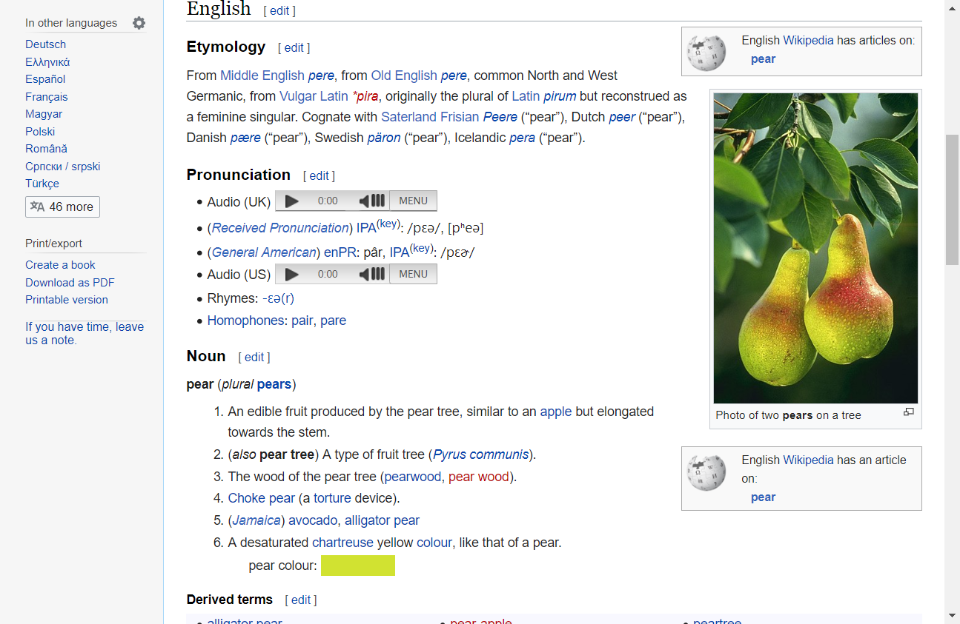 In other languages
Deutsch
Ελληνικά
Español
Français
Magyar
Polski
Română
Српски / srpski
Türkçe
46 more
Print/export
Create a book
Download as PDF
Printable version
If you have time, leave
us a note.
English [ edit ]
Etymology [ edit ]
From Middle English pere, from Old English pere, common North and West
Germanic, from Vulgar Latin *pira, originally the plural of Latin pirum but reconstrued as
a feminine singular. Cognate with Saterland Frisian Peere (“pear”), Dutch peer (“pear”),
Danish pære (“pear”), Swedish päron (“pear”), Icelandic pera (“pear”).
Pronunciation [ edit ]
• Audio (UK) 0:00 MENU
• (Received Pronunciation) IPA(key): /pɛə/, [pʰeə]
• (General American) enPR: pâr, IPA(key): /pɛɚ/
• Audio (US) 0:00 MENU
• Rhymes: -ɛə(r)
• Homophones: pair, pare
Noun [ edit ]
pear (plural pears)
1. An edible fruit produced by the pear tree, similar to an apple but elongated
towards the stem.
2. (also pear tree) A type of fruit tree (Pyrus communis).
3. The wood of the pear tree (pearwood, pear wood).
4. Choke pear (a torture device).
5. (Jamaica) avocado, alligator pear
6. A desaturated chartreuse yellow colour, like that of a pear.
pear colour:
Derived terms [ edit ]
• alligator pear
• pear apple
• peartree
English Wikipedia has articles on:
pear
Photo of two pears on a tree
English Wikipedia has an article
on:
pear